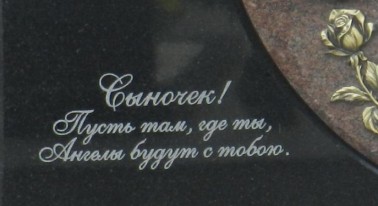 Сыночек!
Пусть там, где ты,
Ангелы будут с тобою.